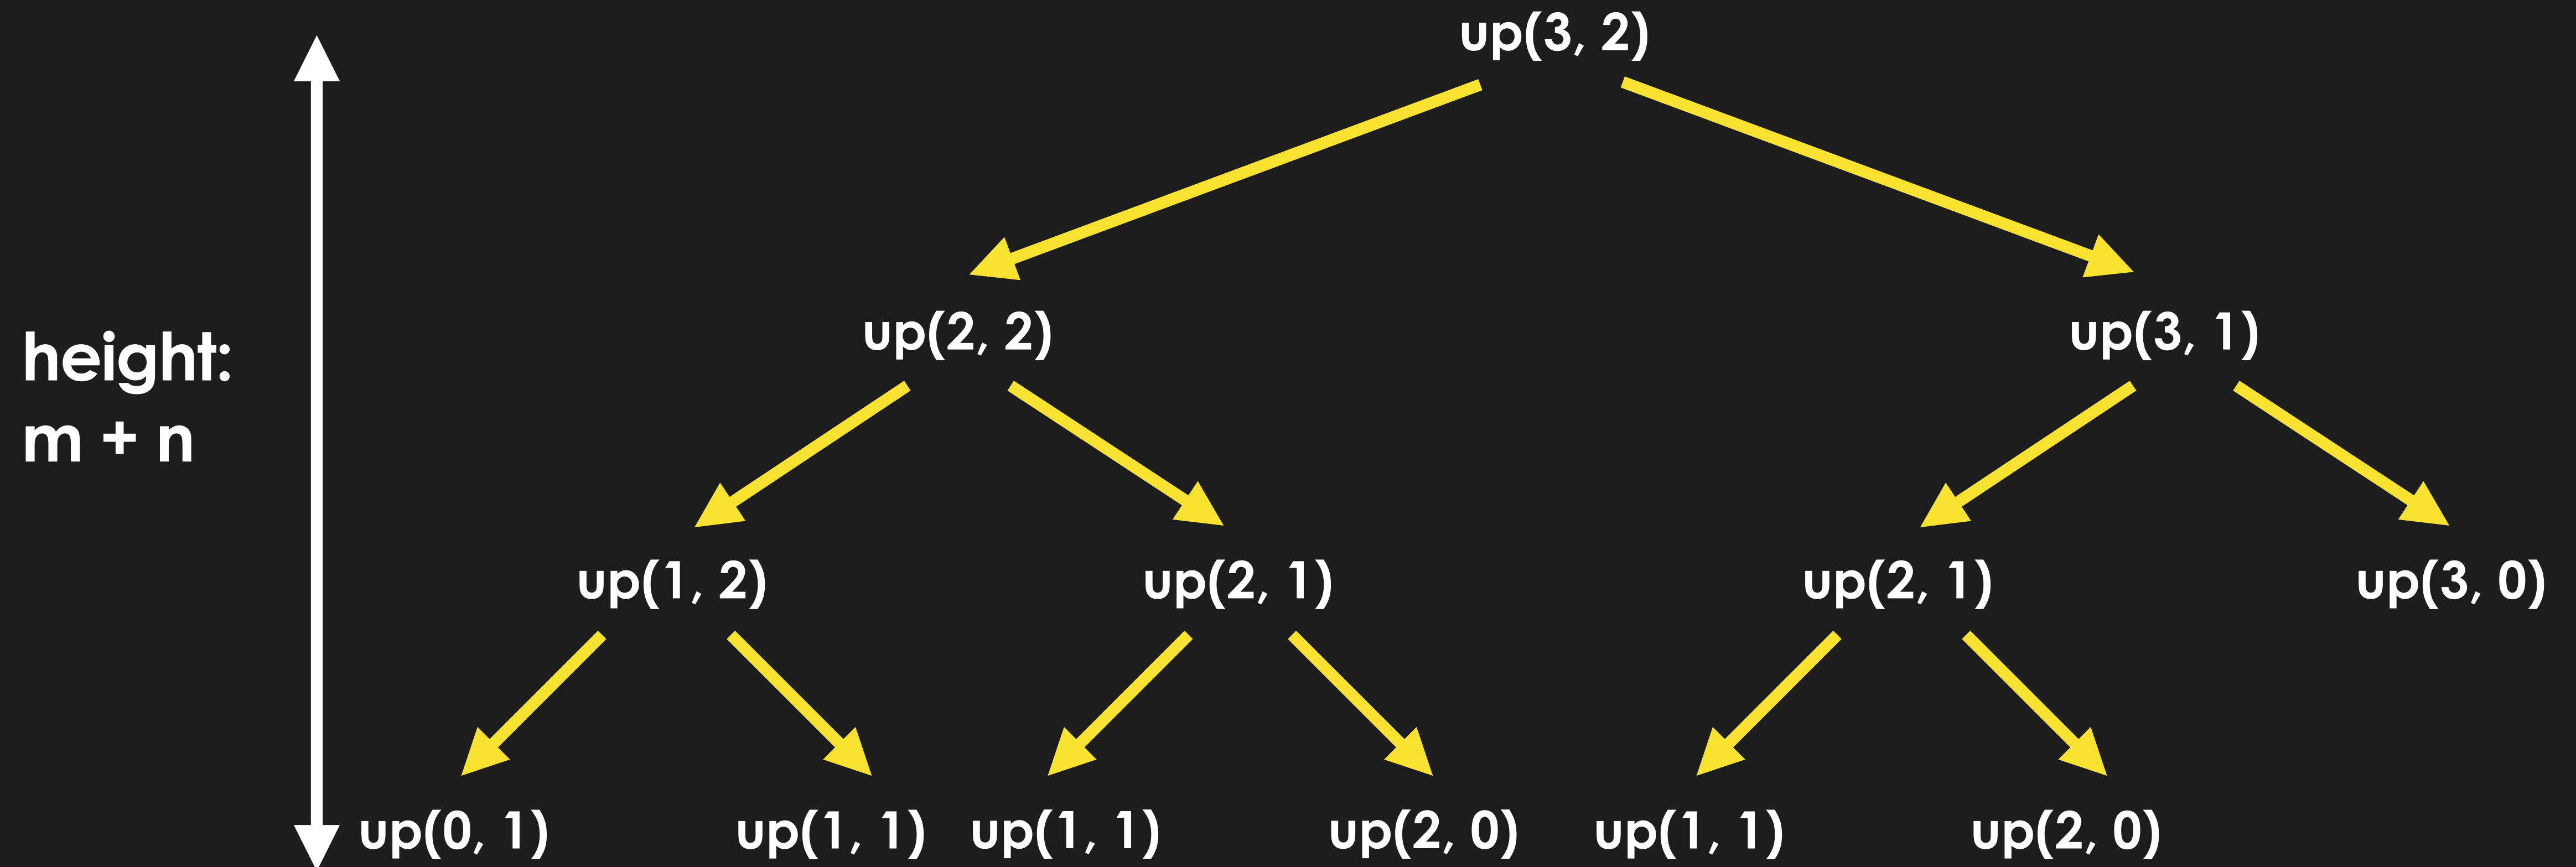 up(3, 2)
up(2, 2)
up(3, 1)
height:
m + n
up(1, 2)
up(2, 1)
up(2, 1)
up(3, 0)
up(0, 1)
up(1, 1)
up(1, 1)
up(2, 0)
up(1, 1)
up(2, 0)